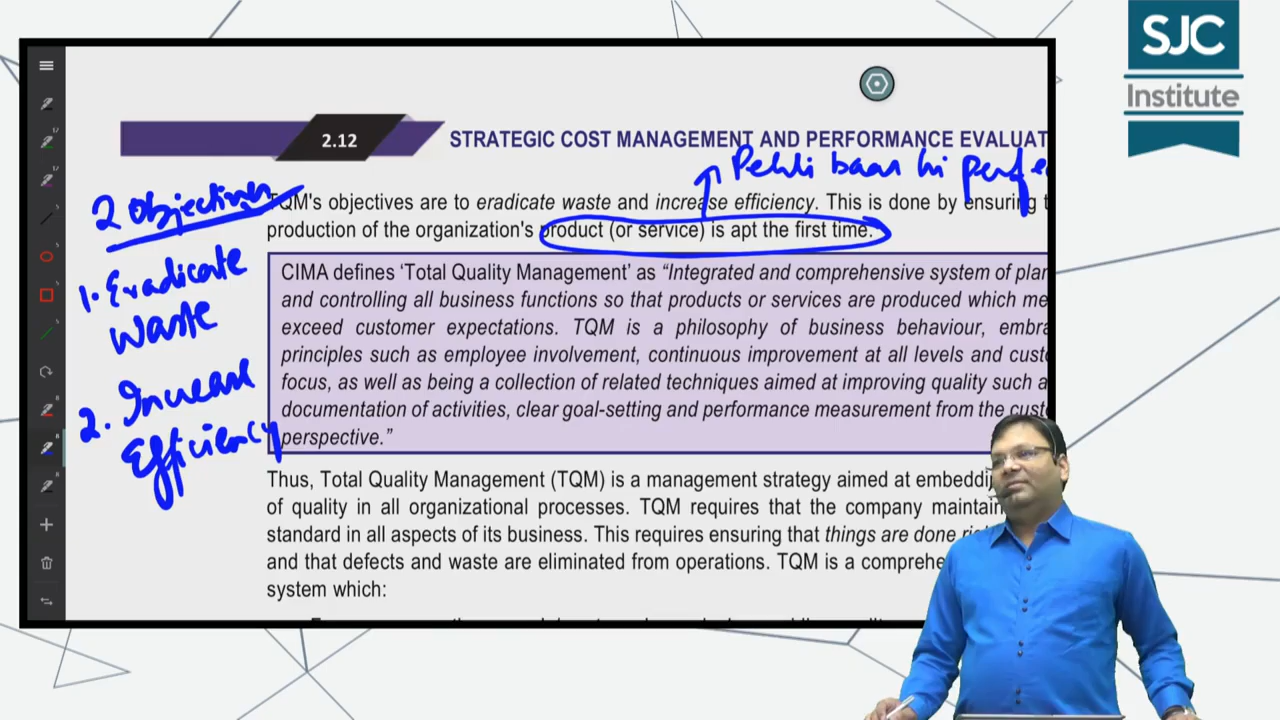 SJC
Institute
2.12
STRATEGIC COST MANAGEMENT AND PERFORMANCE EVALUAT
Pehli baar hi perfe
2 Objectives
TQM's objectives are to eradicate waste and increase efficiency. This is done by ensuring t
production of the organization's product (or service) is apt the first time.
1. Eradicate
Waste
2. Increase
Efficiency
CIMA defines ‘Total Quality Management’ as “Integrated and comprehensive system of plan
and controlling all business functions so that products or services are produced which me
exceed customer expectations. TQM is a philosophy of business behaviour, embra
principles such as employee involvement, continuous improvement at all levels and custo
focus, as well as being a collection of related techniques aimed at improving quality such a
documentation of activities, clear goal-setting and performance measurement from the custo
perspective.”
Thus, Total Quality Management (TQM) is a management strategy aimed at embeddi
of quality in all organizational processes. TQM requires that the company maintain
standard in all aspects of its business. This requires ensuring that things are done ri
and that defects and waste are eliminated from operations. TQM is a comprehe
system which: